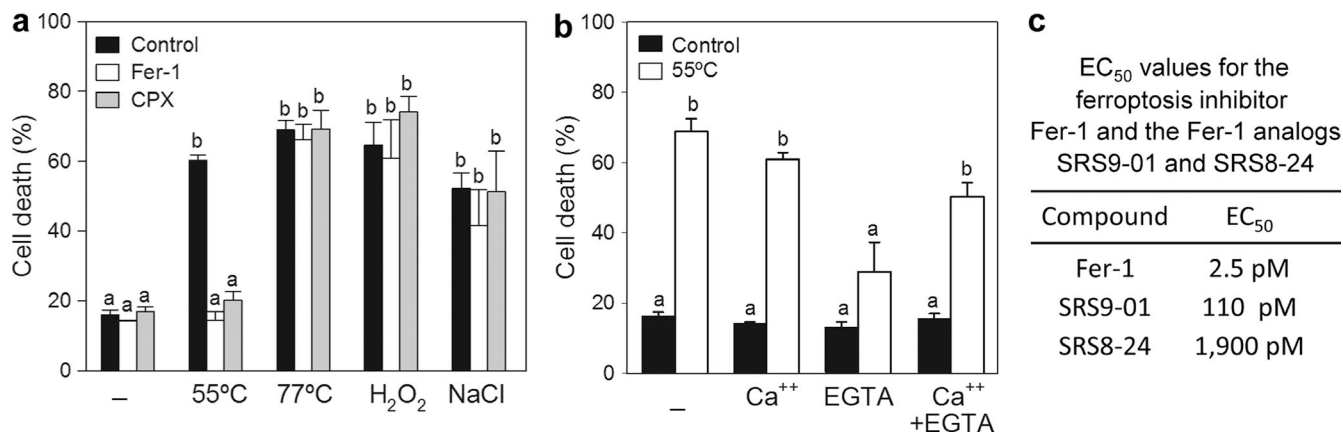 a
Cell death (%)
100
80
60
40
20
0
Control
Fer-1
CPX
a a a
b a a
b b b
b b b
b b b
– 55ºC 77ºC H₂O₂ NaCl
b
Cell death (%)
100
80
60
40
20
0
Control
55ºC
a b
a b
a a
a b
– Ca⁺⁺ EGTA Ca⁺⁺
+EGTA
c
EC₅₀ values for the
ferroptosis inhibitor
Fer-1 and the Fer-1 analogs
SRS9-01 and SRS8-24
Compound EC₅₀
Fer-1 2.5 pM
SRS9-01 110 pM
SRS8-24 1,900 pM